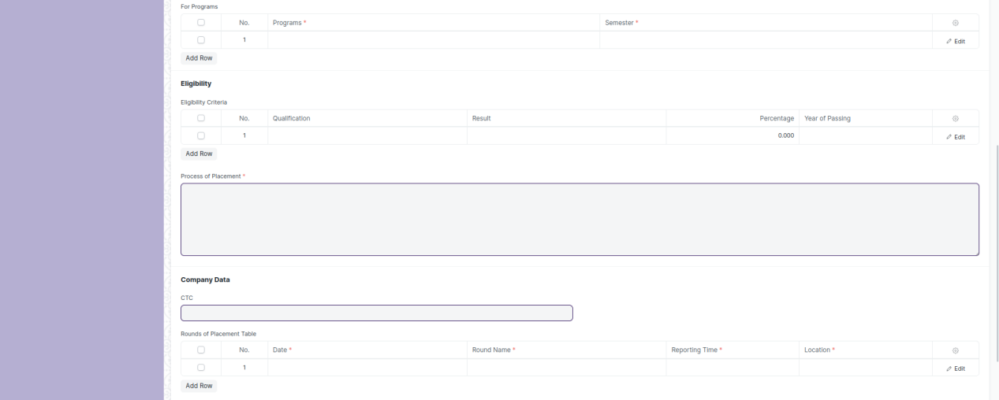 For Programs
No. Programs * Semester *
1 Edit
Add Row
Eligibility
Eligibility Criteria
No. Qualification Result Percentage Year of Passing
1 0.000 Edit
Add Row
Process of Placement *
Company Data
CTC
Rounds of Placement Table
No. Date * Round Name * Reporting Time * Location *
1 Edit
Add Row